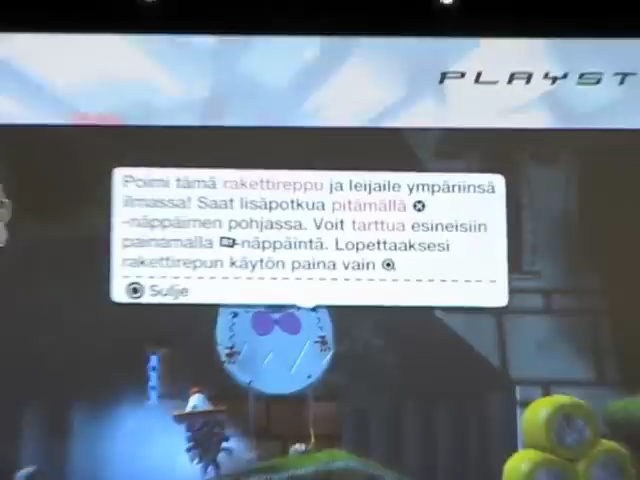 PLAYST
Poimi tämä rakettireppu ja leijaile ympäriinsä
ilmassa! Saat lisäpotkua pitämällä
-näppäimen pohjassa. Voit tarttua esineisiin
painamalla R1-näppäintä. Lopettaaksesi
rakettirepun käytön paina vain
Sulje